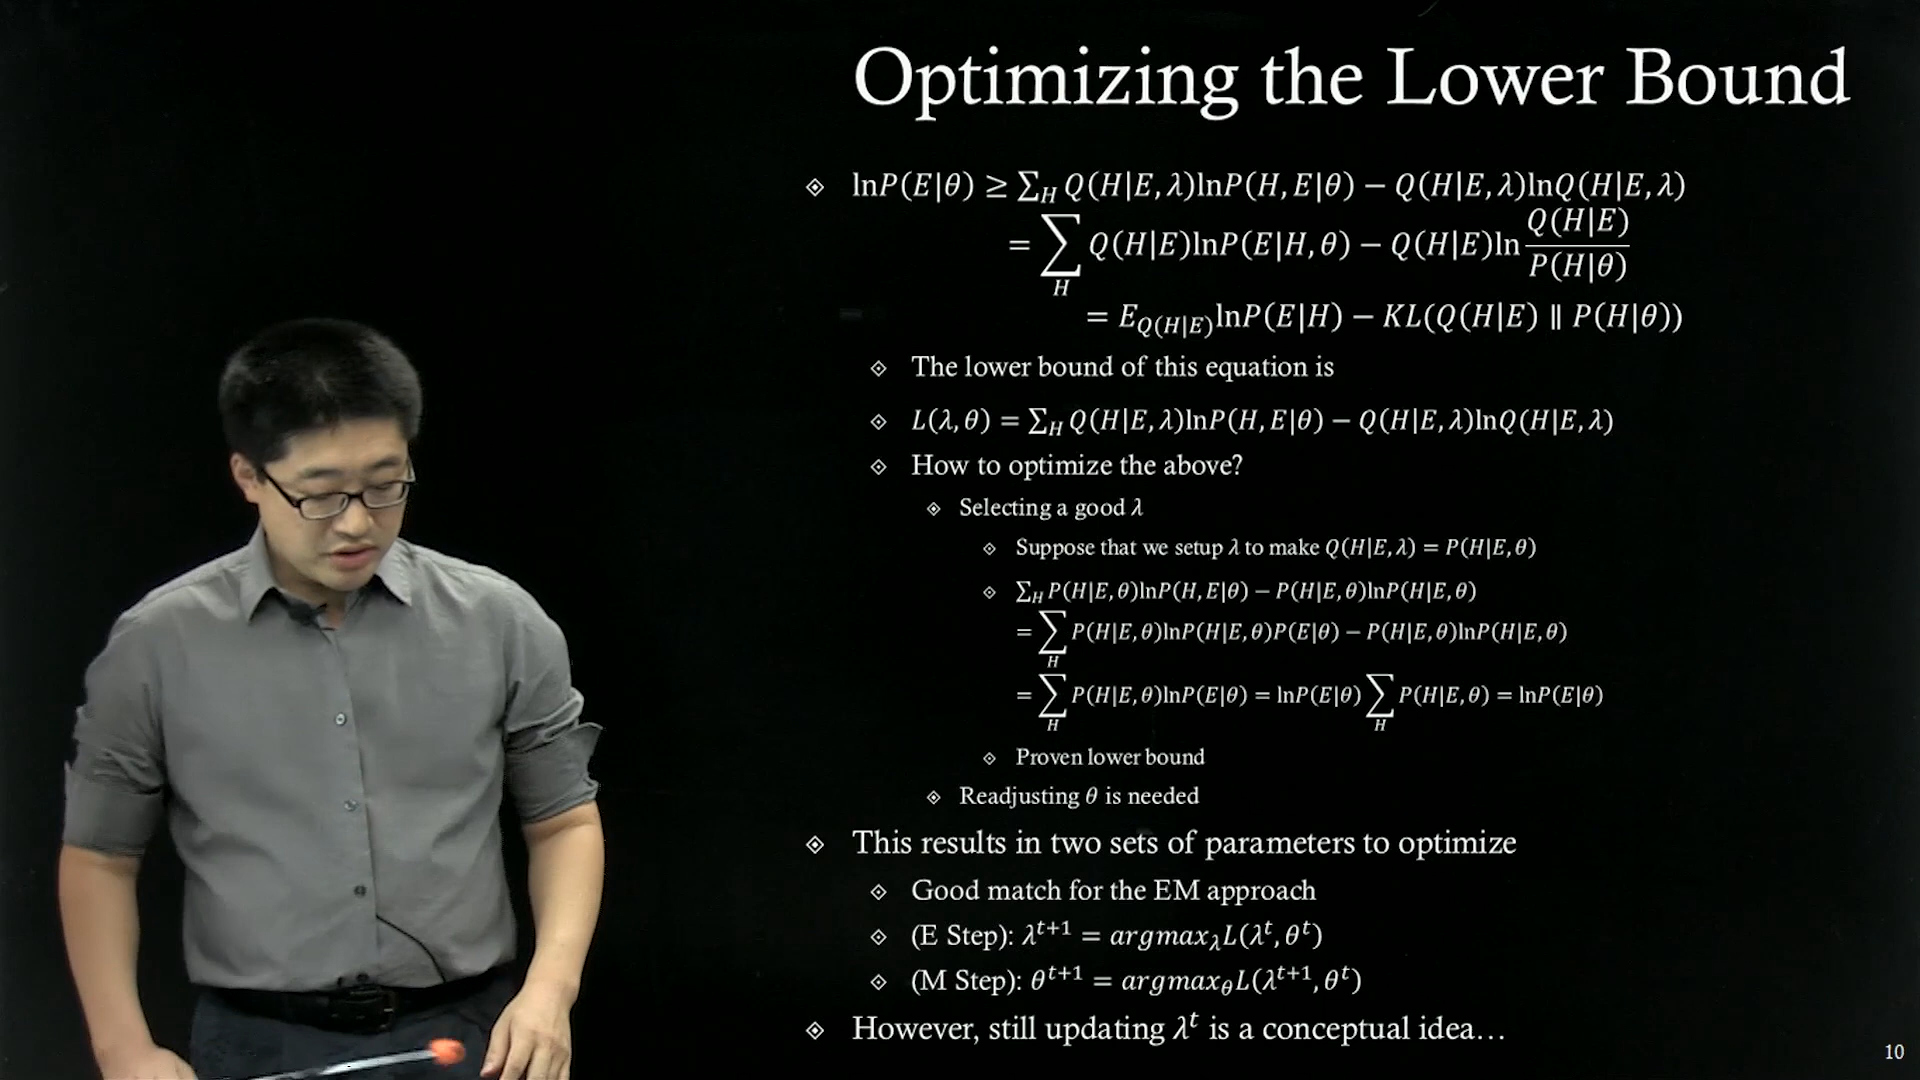 Optimizing the Lower Bound
lnP(E|θ) ≥ ∑_H Q(H|E, λ)lnP(H, E|θ) − Q(H|E, λ)lnQ(H|E, λ)
= ∑_H Q(H|E)lnP(E|H, θ) − Q(H|E)ln Q(H|E)/P(H|θ)
= E_{Q(H|E)}lnP(E|H) − KL(Q(H|E) ∥ P(H|θ))
The lower bound of this equation is
L(λ, θ) = ∑_H Q(H|E, λ)lnP(H, E|θ) − Q(H|E, λ)lnQ(H|E, λ)
How to optimize the above?
Selecting a good λ
Suppose that we setup λ to make Q(H|E, λ) = P(H|E, θ)
∑_H P(H|E, θ)lnP(H, E|θ) − P(H|E, θ)lnP(H|E, θ)
= ∑_H P(H|E, θ)lnP(H|E, θ)P(E|θ) − P(H|E, θ)lnP(H|E, θ)
= ∑_H P(H|E, θ)lnP(E|θ) = lnP(E|θ) ∑_H P(H|E, θ) = lnP(E|θ)
Proven lower bound
Readjusting θ is needed
This results in two sets of parameters to optimize
Good match for the EM approach
(E Step): λ^{t+1} = argmax_λ L(λ^t, θ^t)
(M Step): θ^{t+1} = argmax_θ L(λ^{t+1}, θ^t)
However, still updating λ^t is a conceptual idea…
10